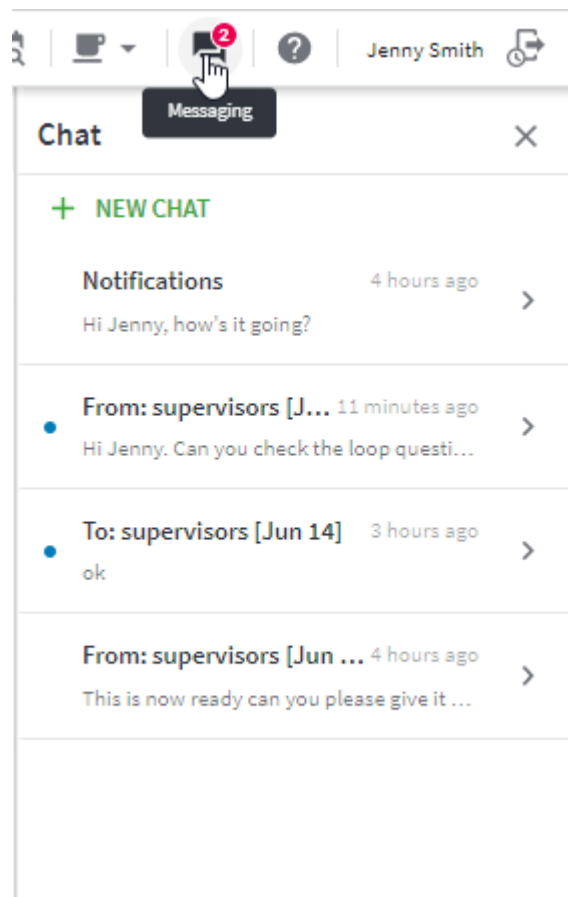 2
Jenny Smith
Messaging
Chat
+ NEW CHAT
Notifications 4 hours ago
Hi Jenny, how's it going?
From: supervisors [J... 11 minutes ago
Hi Jenny. Can you check the loop questi...
To: supervisors [Jun 14] 3 hours ago
ok
From: supervisors [Jun ... 4 hours ago
This is now ready can you please give it ...